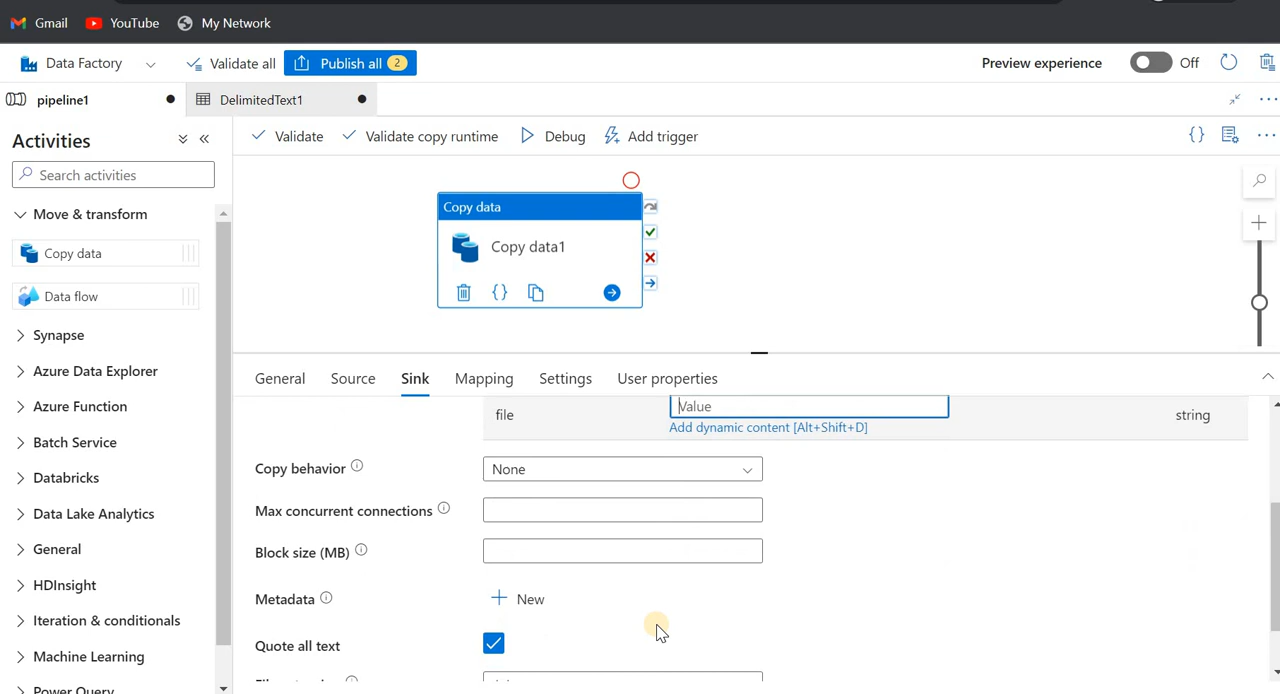 Gmail YouTube My Network
Data Factory Validate all Publish all 2 Preview experience Off
pipeline1 DelimitedText1
Activities
Validate Validate copy runtime Debug Add trigger
Search activities
Move & transform
Copy data
Data flow
Synapse
Azure Data Explorer
Azure Function
Batch Service
Databricks
Data Lake Analytics
General
HDInsight
Iteration & conditionals
Machine Learning
Power Query
Copy data
Copy data1
General Source Sink Mapping Settings User properties
file Value string
Add dynamic content [Alt+Shift+D]
Copy behavior None
Max concurrent connections
Block size (MB)
Metadata New
Quote all text